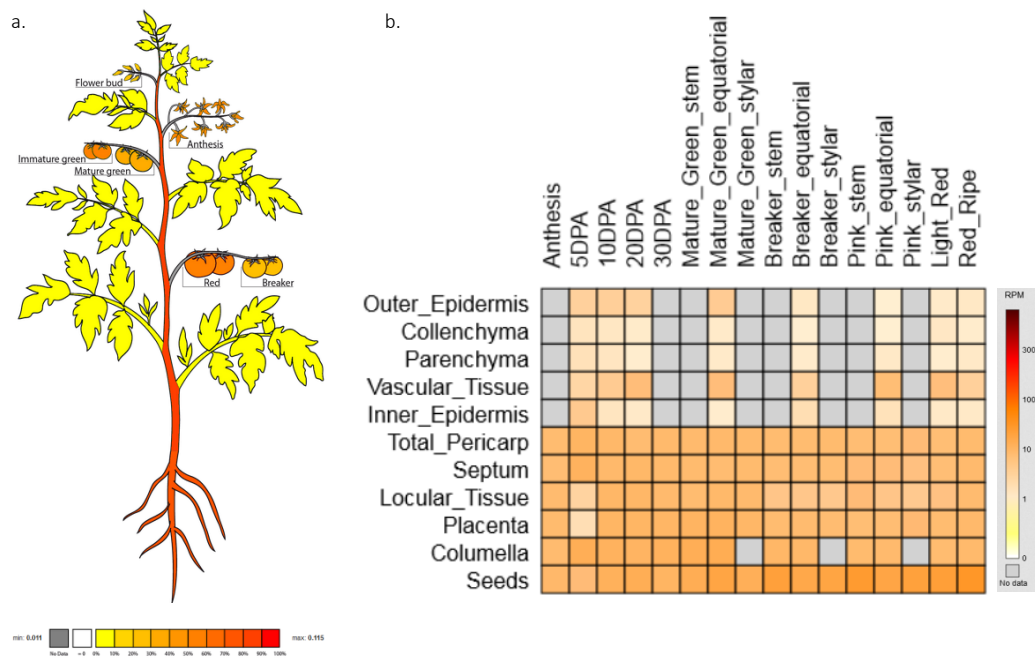 a.
Flower bud
Anthesis
Immature green
Mature green
Red
Breaker
min: 0.011
max: 0.115
No Data
= 0
0%
10%
20%
30%
40%
50%
60%
70%
80%
90%
100%
b.
Anthesis
5DPA
10DPA
20DPA
30DPA
Mature_Green_stem
Mature_Green_equatorial
Mature_Green_stylar
Breaker_stem
Breaker_equatorial
Breaker_stylar
Pink_stem
Pink_equatorial
Pink_stylar
Light_Red
Red_Ripe
Outer_Epidermis
Collenchyma
Parenchyma
Vascular_Tissue
Inner_Epidermis
Total_Pericarp
Septum
Locular_Tissue
Placenta
Columella
Seeds
RPM
300
100
10
1
0
No data